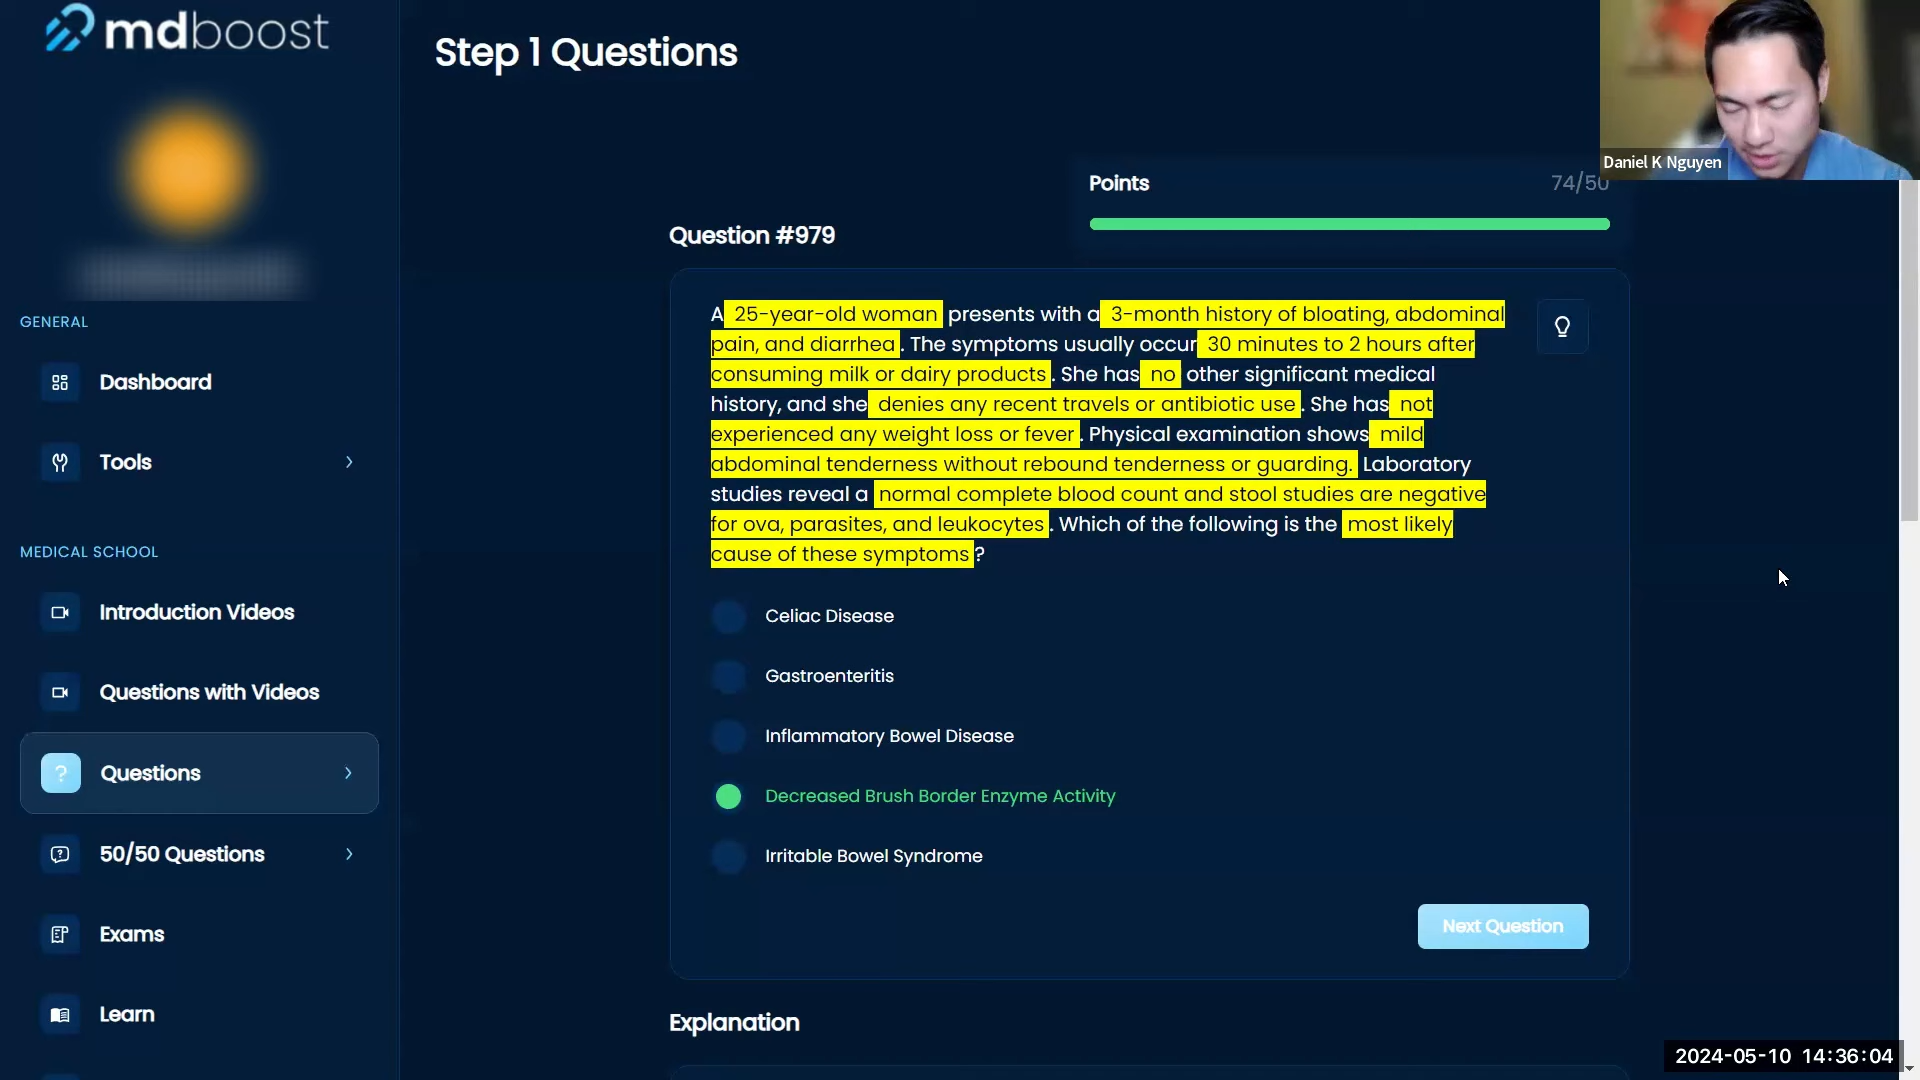 mdboost
Step 1 Questions
Daniel K Nguyen
Points
74/50
Question #979
GENERAL
Dashboard
Tools
MEDICAL SCHOOL
Introduction Videos
Questions with Videos
Questions
50/50 Questions
Exams
Learn
A 25-year-old woman presents with a 3-month history of bloating, abdominal
pain, and diarrhea. The symptoms usually occur 30 minutes to 2 hours after
consuming milk or dairy products. She has no other significant medical
history, and she denies any recent travels or antibiotic use. She has not
experienced any weight loss or fever. Physical examination shows mild
abdominal tenderness without rebound tenderness or guarding. Laboratory
studies reveal a normal complete blood count and stool studies are negative
for ova, parasites, and leukocytes. Which of the following is the most likely
cause of these symptoms?
Celiac Disease
Gastroenteritis
Inflammatory Bowel Disease
Decreased Brush Border Enzyme Activity
Irritable Bowel Syndrome
Next Question
Explanation
2024-05-10 14:36:04